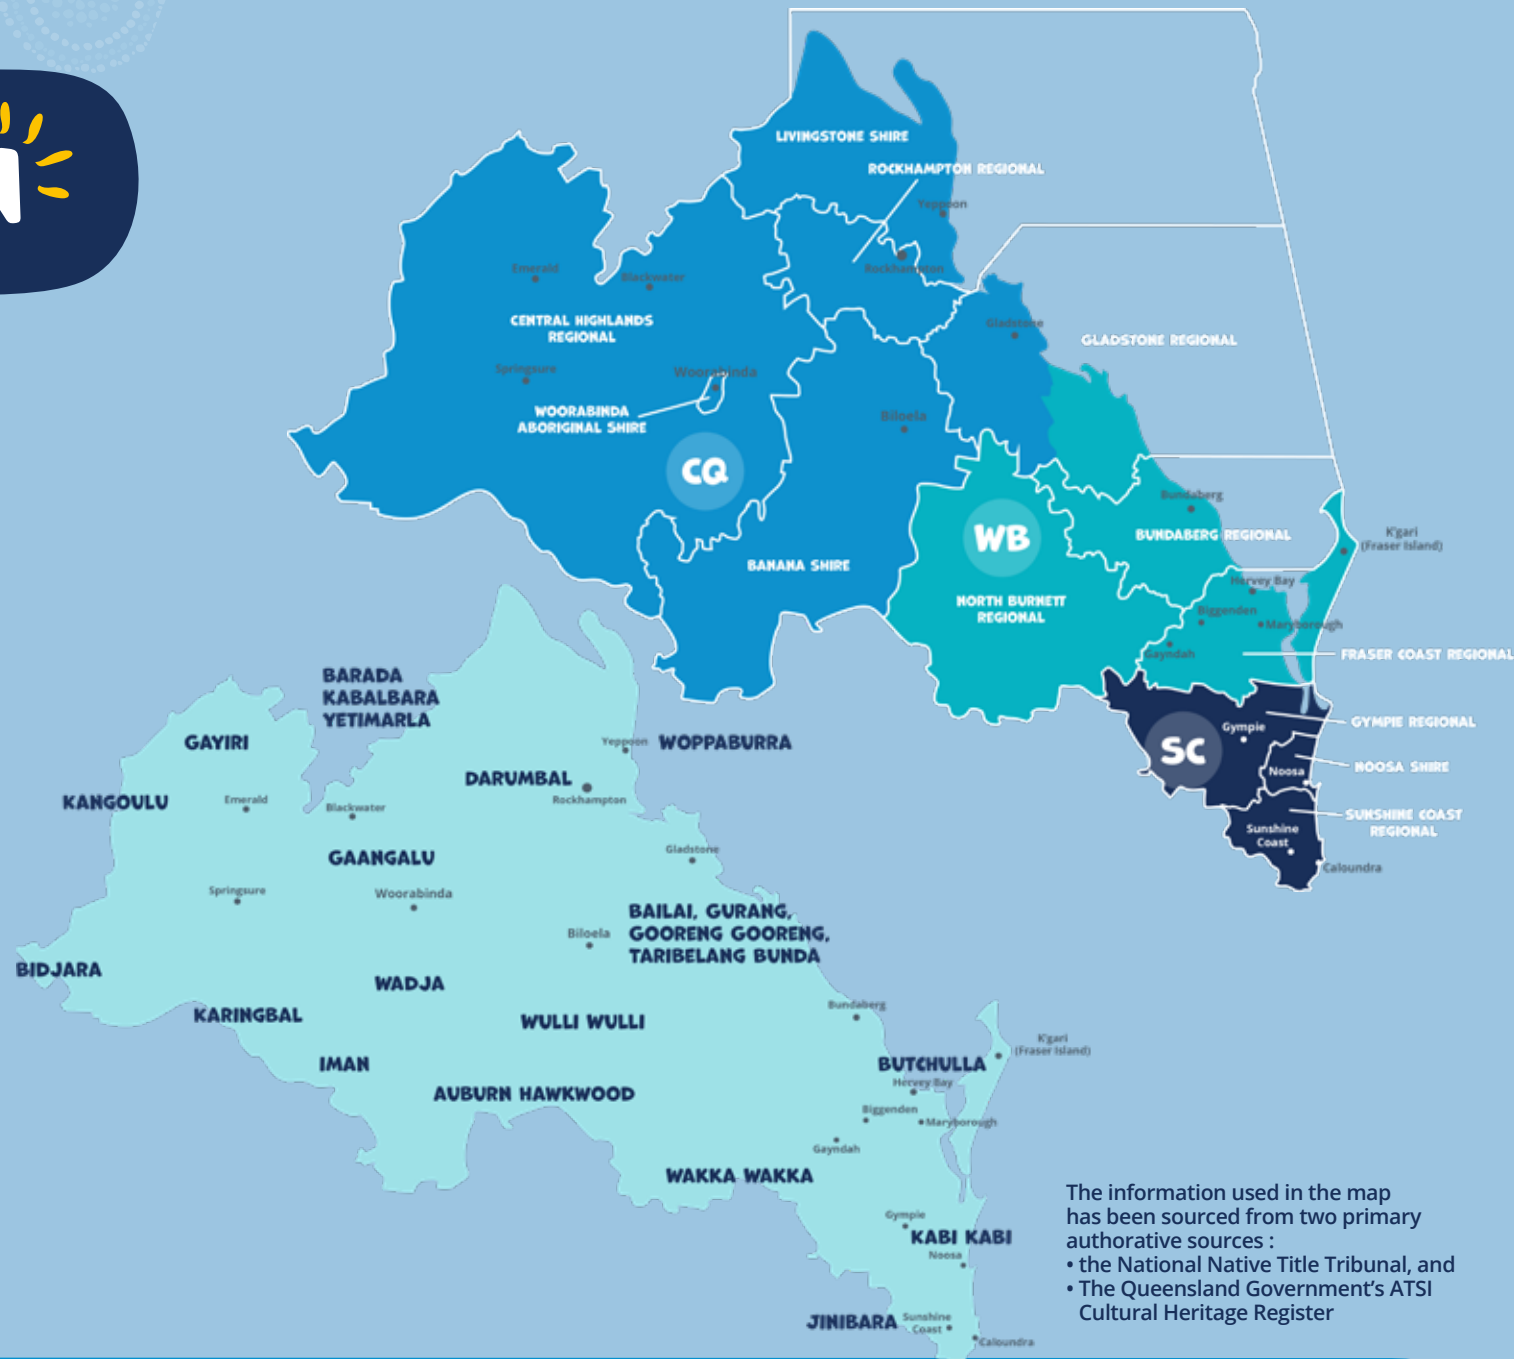 LIVINGSTONE SHIRE
ROCKHAMPTON REGIONAL
Yeppoon
Rockhampton
Emerald
Blackwater
CENTRAL HIGHLANDS
REGIONAL
Gladstone
GLADSTONE REGIONAL
Springsure
Woorabinda
WOORABINDA
ABORIGINAL SHIRE
Biloela
CQ
Bundaberg
WB
BUNDABERG REGIONAL
K'gari
(Fraser Island)
BANANA SHIRE
Hervey Bay
NORTH BURNETT
REGIONAL
Biggenden
Maryborough
Gayndah
FRASER COAST REGIONAL
GYMPIE REGIONAL
Gympie
SC
NOOSA SHIRE
Noosa
SUNSHINE COAST
REGIONAL
Sunshine
Coast
Caloundra
BARADA
KABALBARA
YETIMARLA
GAYIRI
Yeppoon
WOPPABURRA
DARUMBAL
KANGOULU
Emerald
Blackwater
Rockhampton
GAANGALU
Gladstone
Springsure
Woorabinda
BAILAI, GURANG,
GOORENG GOORENG,
TARIBELANG BUNDA
Biloela
BIDJARA
WADJA
KARINGBAL
WULLI WULLI
Bundaberg
K'gari
(Fraser Island)
IMAN
BUTCHULLA
Hervey Bay
AUBURN HAWKWOOD
Biggenden
Maryborough
Gayndah
WAKKA WAKKA
Gympie
KABI KABI
Noosa
JINIBARA
Sunshine
Coast
Caloundra
The information used in the map
has been sourced from two primary
authorative sources :
• the National Native Title Tribunal, and
• The Queensland Government's ATSI
Cultural Heritage Register